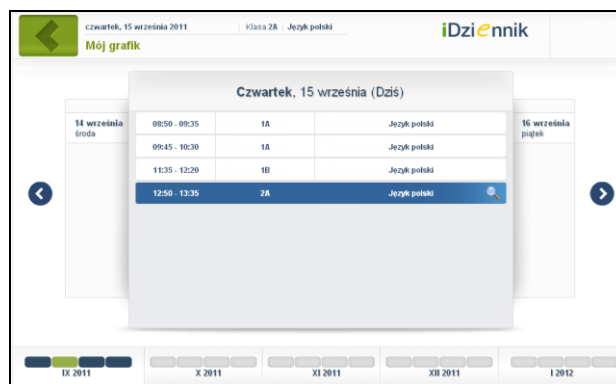 czwartek, 15 września 2011 Klasa 2A Język polski
iDziennik
Mój grafik
Czwartek, 15 września (Dziś)
14 września
środa
08:50 - 09:35 1A Język polski
09:45 - 10:30 1A Język polski
11:35 - 12:20 1B Język polski
12:50 - 13:35 2A Język polski
16 września
piątek
IX 2011 X 2011 XI 2011 XII 2011 I 2012